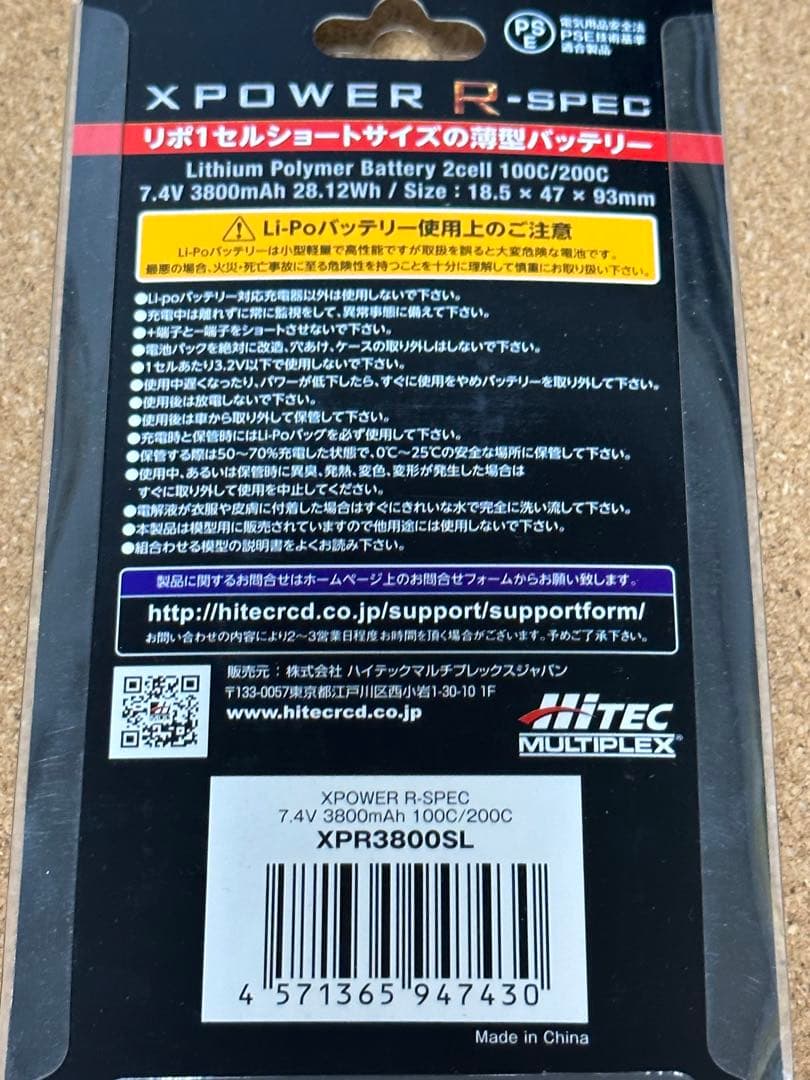 PS E
電気用品安全法
PSE技術基準
適合製品
XPOWER R-SPEC
リポ1セルショートサイズの薄型バッテリー
Lithium Polymer Battery 2cell 100C/200C
7.4V 3800mAh 28.12Wh / Size : 18.5 × 47 × 93mm
Li-Poバッテリー使用上のご注意
Li-Poバッテリーは小型軽量で高性能ですが取扱を誤ると大変危険な電池です。
最悪の場合、火災・死亡事故に至る危険性を持つことを十分に理解して慎重にお取り扱い下さい。
●Li-poバッテリー対応充電器以外は使用しないで下さい。
●充電中は離れずに常に監視をして、異常事態に備えて下さい。
●+端子と−端子をショートさせないで下さい。
●電池パックを絶対に改造、穴あけ、ケースの取り外しはしないで下さい。
●1セルあたり3.2V以下で使用しないで下さい。
●使用中遅くなったり、パワーが低下したら、すぐに使用をやめバッテリーを取り外して下さい。
●使用後は放電しないで下さい。
●使用後は車から取り外して保管して下さい。
●充電時と保管時にはLi-Poバッグを必ず使用して下さい。
●保管する際は50〜70%充電した状態で、0℃〜25℃の安全な場所に保管して下さい。
●使用中、あるいは保管時に異臭、発熱、変色、変形が発生した場合は
すぐに取り外して使用を中止してください。
●電解液が衣服や皮膚に付着した場合はすぐにきれいな水で完全に洗い流して下さい。
●本製品は模型用に販売されていますので他用途には使用しないで下さい。
●組合わせる模型の説明書をよくお読み下さい。
製品に関するお問合せはホームページ上のお問合せフォームからお願い致します。
http://hitecrcd.co.jp/support/supportform/
お問い合わせの内容により2〜3営業日程度お時間を頂く場合がございます。予めご了承下さい。
販売元：株式会社 ハイテックマルチプレックスジャパン
〒133-0057東京都江戸川区西小岩1-30-10 1F
www.hitecrcd.co.jp
HiTEC
MULTIPLEX®
XPOWER R-SPEC
7.4V 3800mAh 100C/200C
XPR3800SL
4 571365 947430
Made in China